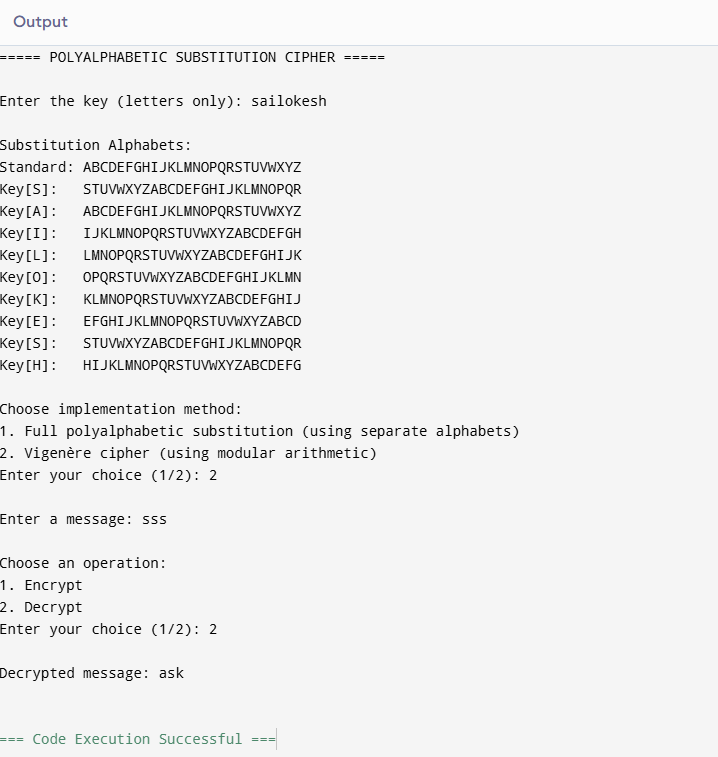 Output
===== POLYALPHABETIC SUBSTITUTION CIPHER =====
Enter the key (letters only): sailokesh
Substitution Alphabets:
Standard: ABCDEFGHIJKLMNOPQRSTUVWXYZ
Key[S]:   STUVWXYZABCDEFGHIJKLMNOPQR
Key[A]:   ABCDEFGHIJKLMNOPQRSTUVWXYZ
Key[I]:   IJKLMNOPQRSTUVWXYZABCDEFGH
Key[L]:   LMNOPQRSTUVWXYZABCDEFGHIJK
Key[O]:   OPQRSTUVWXYZABCDEFGHIJKLMN
Key[K]:   KLMNOPQRSTUVWXYZABCDEFGHIJ
Key[E]:   EFGHIJKLMNOPQRSTUVWXYZABCD
Key[S]:   STUVWXYZABCDEFGHIJKLMNOPQR
Key[H]:   HIJKLMNOPQRSTUVWXYZABCDEFG
Choose implementation method:
1. Full polyalphabetic substitution (using separate alphabets)
2. Vigenère cipher (using modular arithmetic)
Enter your choice (1/2): 2
Enter a message: sss
Choose an operation:
1. Encrypt
2. Decrypt
Enter your choice (1/2): 2
Decrypted message: ask
=== Code Execution Successful ===